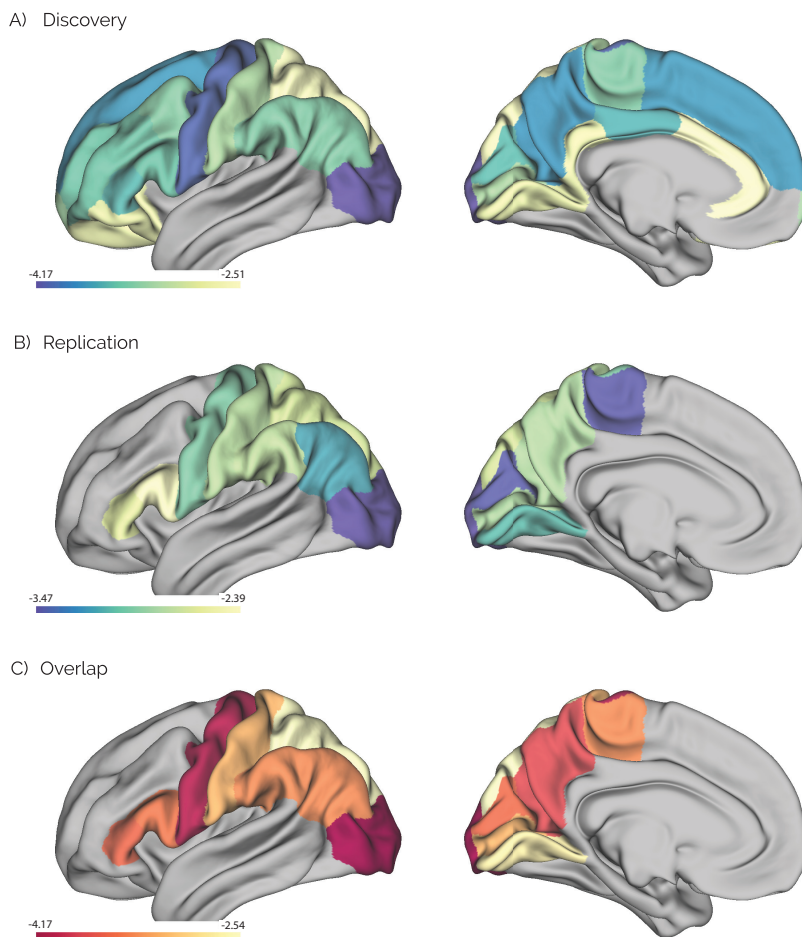 A) Discovery
-4.17 -2.51
B) Replication
-3.47 -2.39
C) Overlap
-4.17 -2.54